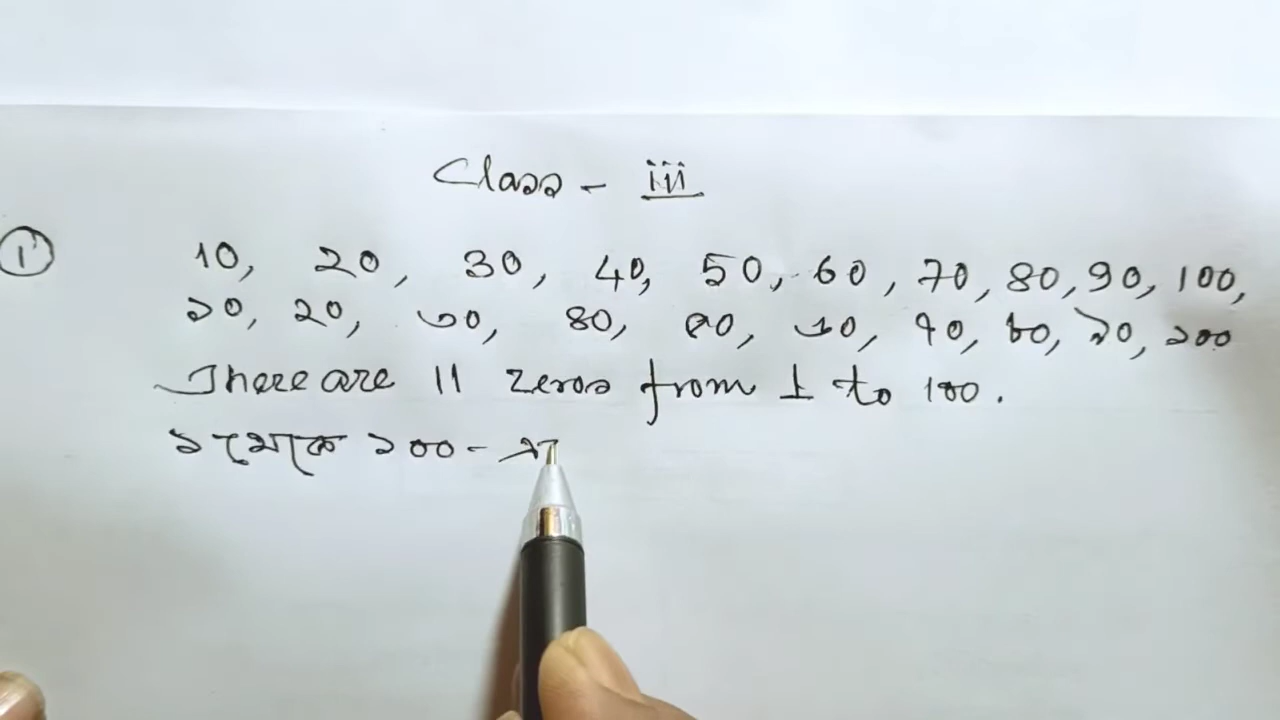 Class - iii
① 10, 20, 30, 40, 50, 60, 70, 80, 90, 100,
১০, ২০, ৩০, ৪০, ৫০, ৬০, ৭০, ৮০, ৯০, ১০০
There are 11 zeros from 1 to 100.
১ থেকে ১০০ -